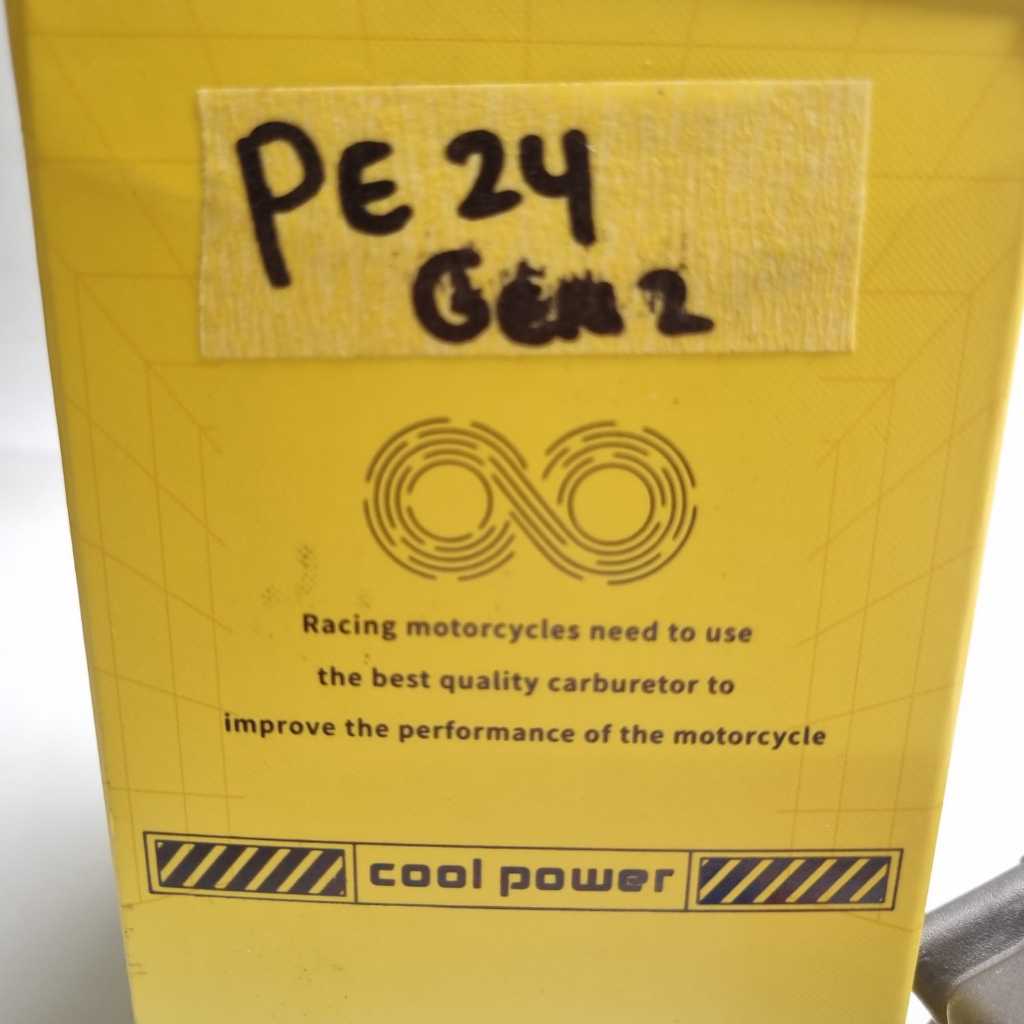 PE 24
Gen 2
Racing motorcycles need to use
the best quality carburetor to
improve the performance of the motorcycle
cool power